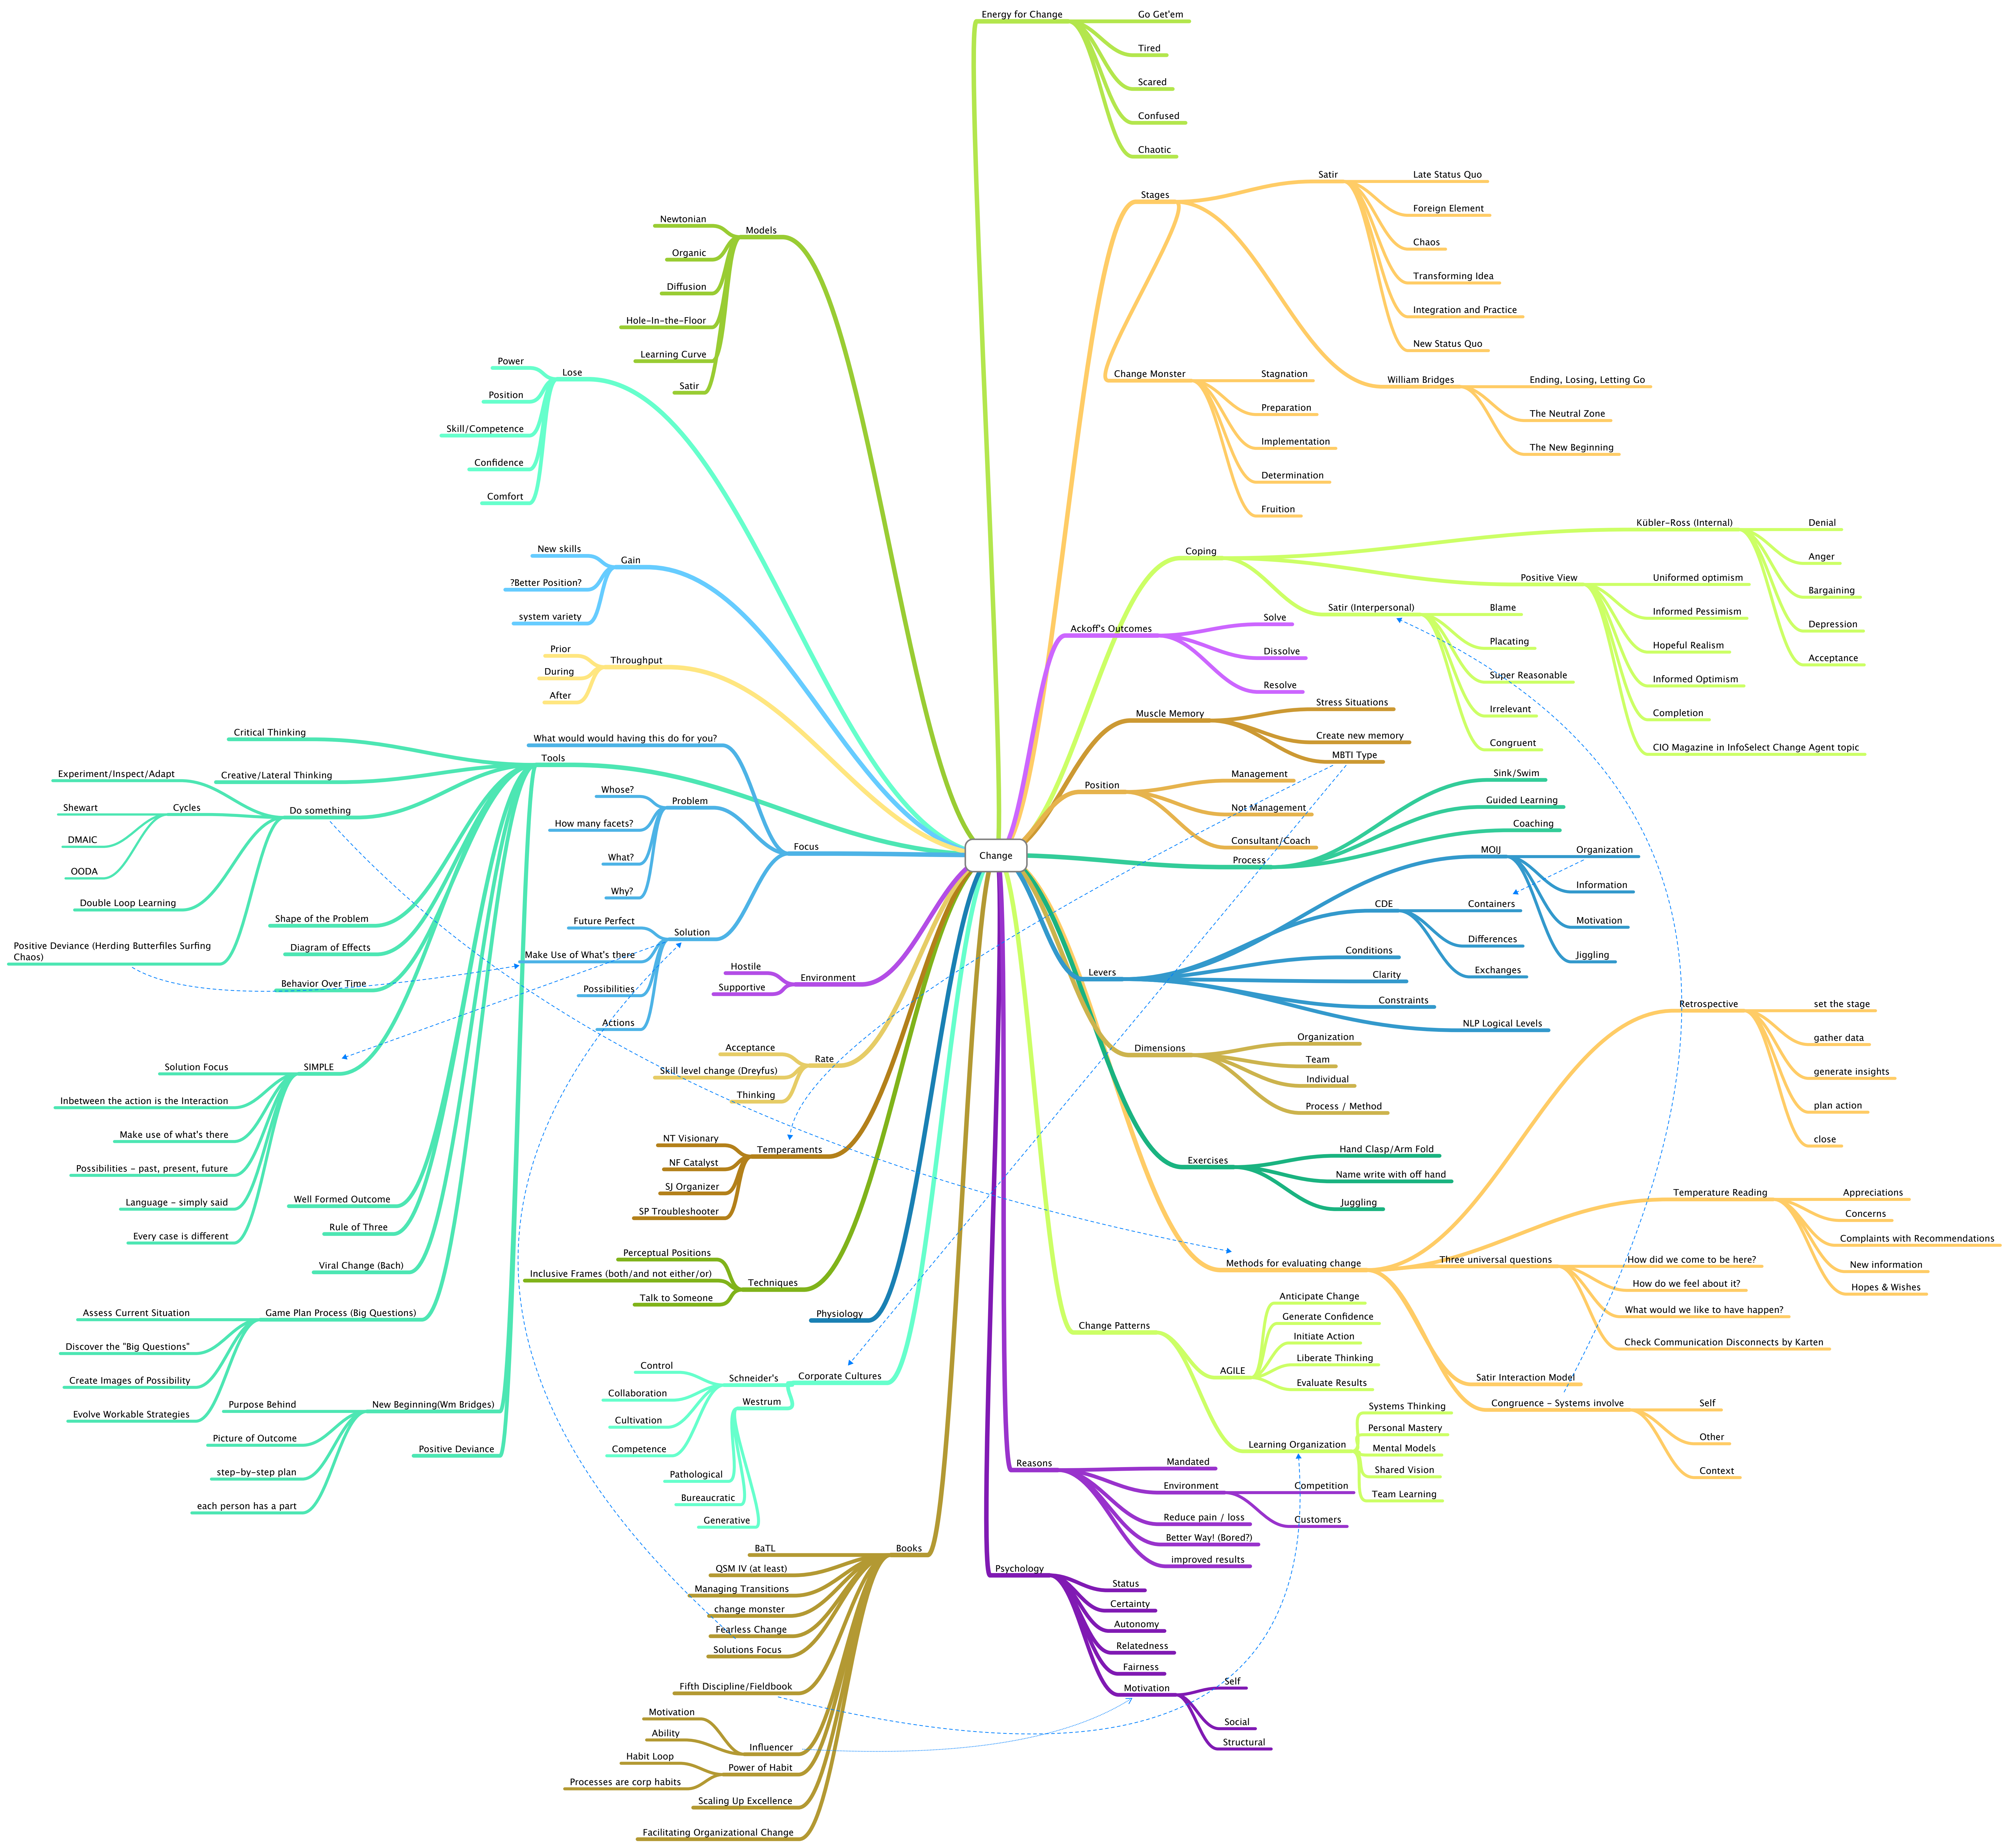 Change
Energy for Change
Go Get'em
Tired
Scared
Confused
Chaotic
Stages
Satir
Late Status Quo
Foreign Element
Chaos
Transforming Idea
Integration and Practice
New Status Quo
William Bridges
Ending, Losing, Letting Go
The Neutral Zone
The New Beginning
Change Monster
Stagnation
Preparation
Implementation
Determination
Fruition
Coping
Kübler-Ross (Internal)
Denial
Anger
Bargaining
Depression
Acceptance
Positive View
Uniformed optimism
Informed Pessimism
Hopeful Realism
Informed Optimism
Completion
CIO Magazine in InfoSelect Change Agent topic
Satir (Interpersonal)
Blame
Placating
Super Reasonable
Irrelevant
Congruent
Ackoff's Outcomes
Solve
Dissolve
Resolve
Muscle Memory
Stress Situations
Create new memory
MBTI Type
Position
Management
Not Management
Consultant/Coach
Process
Sink/Swim
Guided Learning
Coaching
Levers
MOIJ
Organization
Information
Motivation
Jiggling
CDE
Containers
Differences
Exchanges
Conditions
Clarity
Constraints
NLP Logical Levels
Dimensions
Organization
Team
Individual
Process / Method
Exercises
Hand Clasp/Arm Fold
Name write with off hand
Juggling
Methods for evaluating change
Retrospective
set the stage
gather data
generate insights
plan action
close
Temperature Reading
Appreciations
Concerns
Complaints with Recommendations
New information
Hopes & Wishes
Three universal questions
How did we come to be here?
How do we feel about it?
What would we like to have happen?
Check Communication Disconnects by Karten
Satir Interaction Model
Congruence - Systems involve
Self
Other
Context
Change Patterns
AGILE
Anticipate Change
Generate Confidence
Initiate Action
Liberate Thinking
Evaluate Results
Learning Organization
Systems Thinking
Personal Mastery
Mental Models
Shared Vision
Team Learning
Reasons
Mandated
Environment
Competition
Customers
Reduce pain / loss
Better Way! (Bored?)
improved results
Psychology
Status
Certainty
Autonomy
Relatedness
Fairness
Motivation
Self
Social
Structural
Models
Newtonian
Organic
Diffusion
Hole-In-the-Floor
Learning Curve
Satir
Lose
Power
Position
Skill/Competence
Confidence
Comfort
Gain
New skills
?Better Position?
system variety
Throughput
Prior
During
After
Tools
Critical Thinking
Creative/Lateral Thinking
Do something
Experiment/Inspect/Adapt
Cycles
Shewart
DMAIC
OODA
Double Loop Learning
Positive Deviance (Herding Butterfiles Surfing
Chaos)
Shape of the Problem
Diagram of Effects
Behavior Over Time
SIMPLE
Solution Focus
Inbetween the action is the Interaction
Make use of what's there
Possibilities - past, present, future
Language - simply said
Every case is different
Well Formed Outcome
Rule of Three
Viral Change (Bach)
Game Plan Process (Big Questions)
Assess Current Situation
Discover the "Big Questions"
Create Images of Possibility
Evolve Workable Strategies
New Beginning(Wm Bridges)
Purpose Behind
Picture of Outcome
step-by-step plan
each person has a part
Positive Deviance
Focus
What would would having this do for you?
Problem
Whose?
How many facets?
What?
Why?
Solution
Future Perfect
Make Use of What's there
Possibilities
Actions
Environment
Hostile
Supportive
Rate
Acceptance
Skill level change (Dreyfus)
Thinking
Temperaments
NT Visionary
NF Catalyst
SJ Organizer
SP Troubleshooter
Techniques
Perceptual Positions
Inclusive Frames (both/and not either/or)
Talk to Someone
Physiology
Corporate Cultures
Schneider's
Control
Collaboration
Cultivation
Competence
Westrum
Pathological
Bureaucratic
Generative
Books
BaTL
QSM IV (at least)
Managing Transitions
change monster
Fearless Change
Solutions Focus
Fifth Discipline/Fieldbook
Influencer
Motivation
Ability
Power of Habit
Habit Loop
Processes are corp habits
Scaling Up Excellence
Facilitating Organizational Change